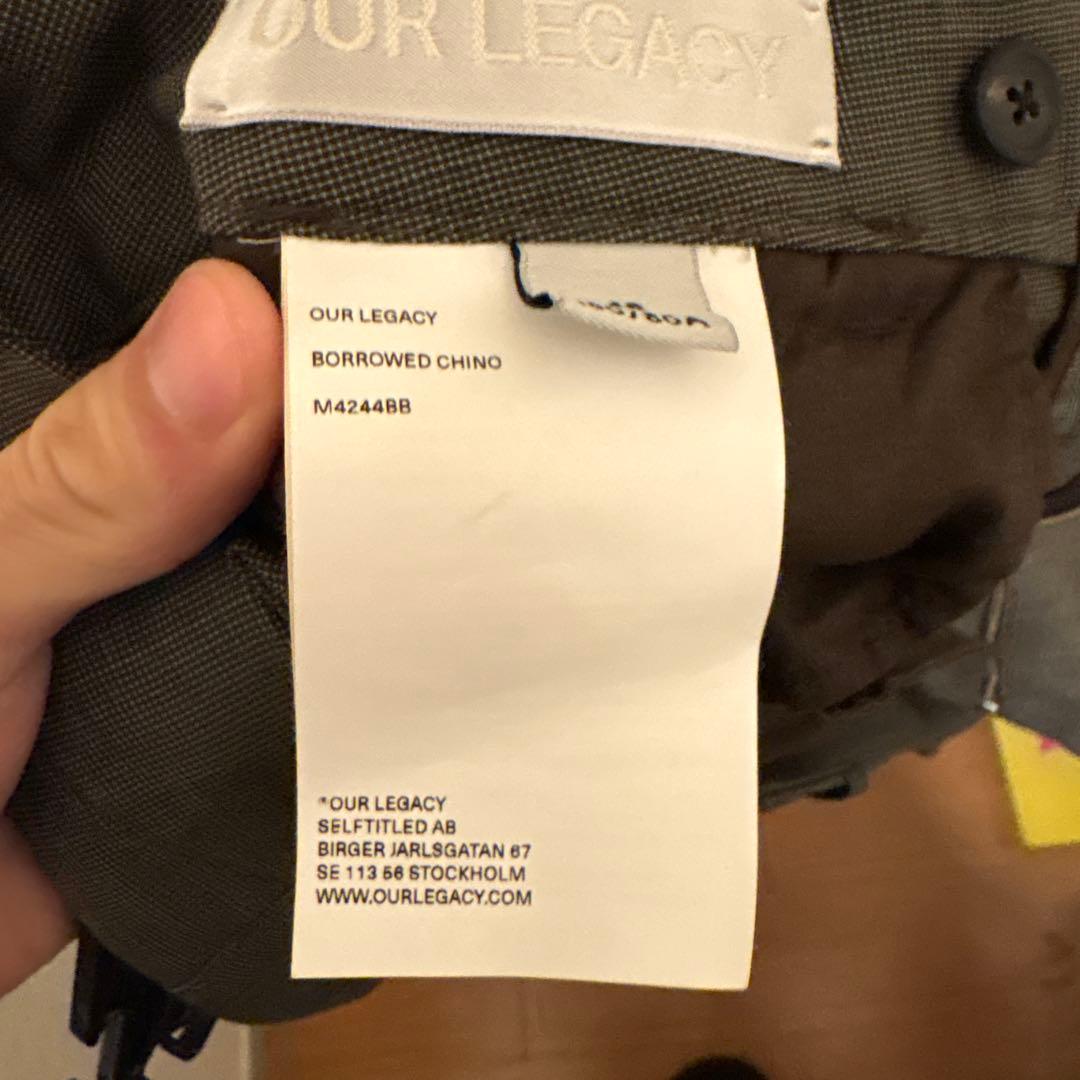 OUR LEGACY
OUR LEGACY
BORROWED CHINO
M4244BB
*OUR LEGACY
SELFTITLED AB
BIRGER JARLSGATAN 67
SE 113 56 STOCKHOLM
WWW.OURLEGACY.COM